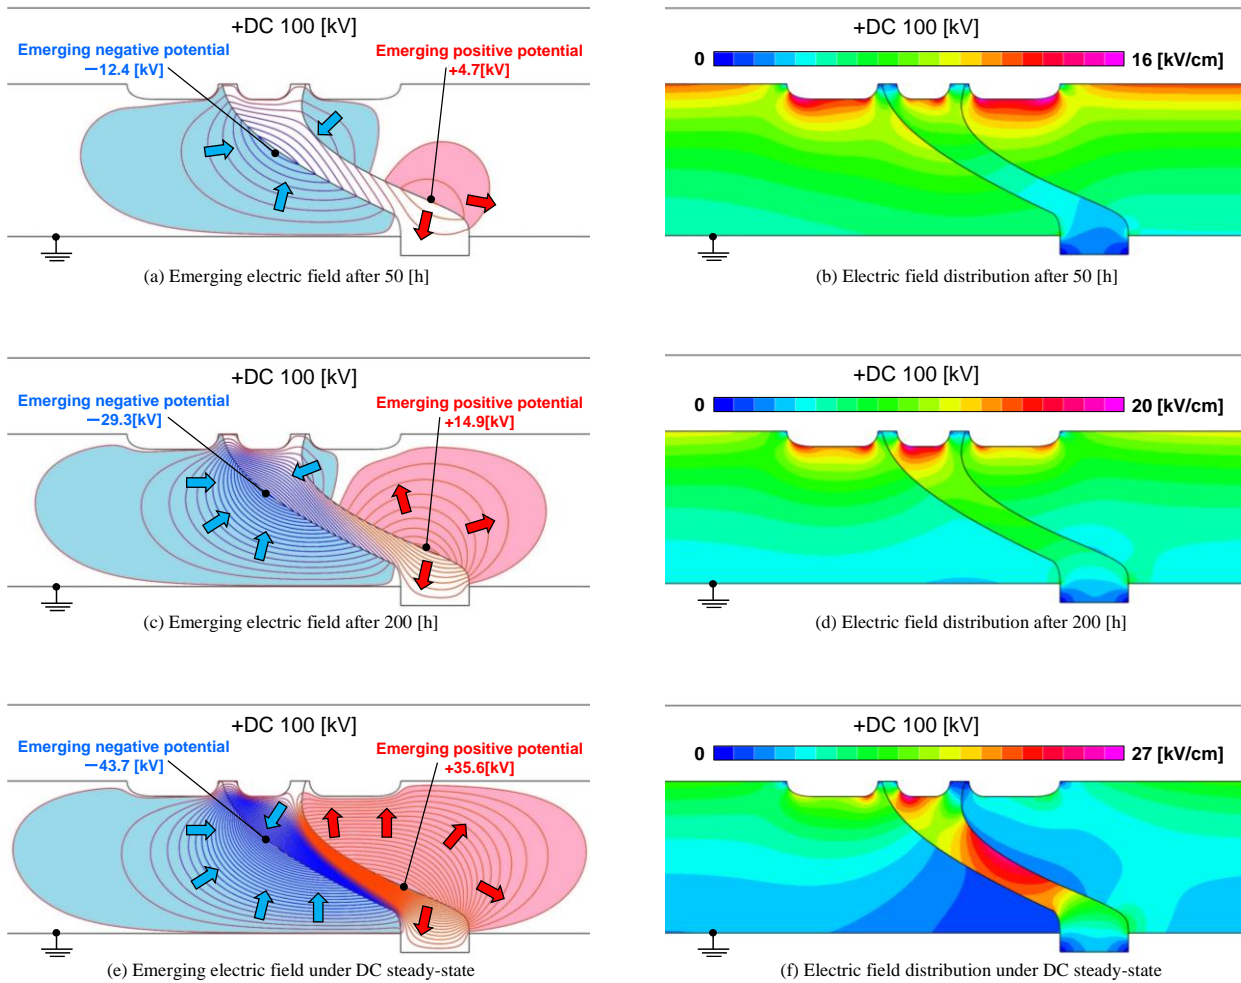 +DC 100 [kV]
Emerging negative potential
−12.4 [kV]
Emerging positive potential
+4.7[kV]
(a) Emerging electric field after 50 [h]
+DC 100 [kV]
0
16 [kV/cm]
(b) Electric field distribution after 50 [h]
+DC 100 [kV]
Emerging negative potential
−29.3[kV]
Emerging positive potential
+14.9[kV]
(c) Emerging electric field after 200 [h]
+DC 100 [kV]
0
20 [kV/cm]
(d) Electric field distribution after 200 [h]
+DC 100 [kV]
Emerging negative potential
−43.7 [kV]
Emerging positive potential
+35.6[kV]
(e) Emerging electric field under DC steady-state
+DC 100 [kV]
0
27 [kV/cm]
(f) Electric field distribution under DC steady-state